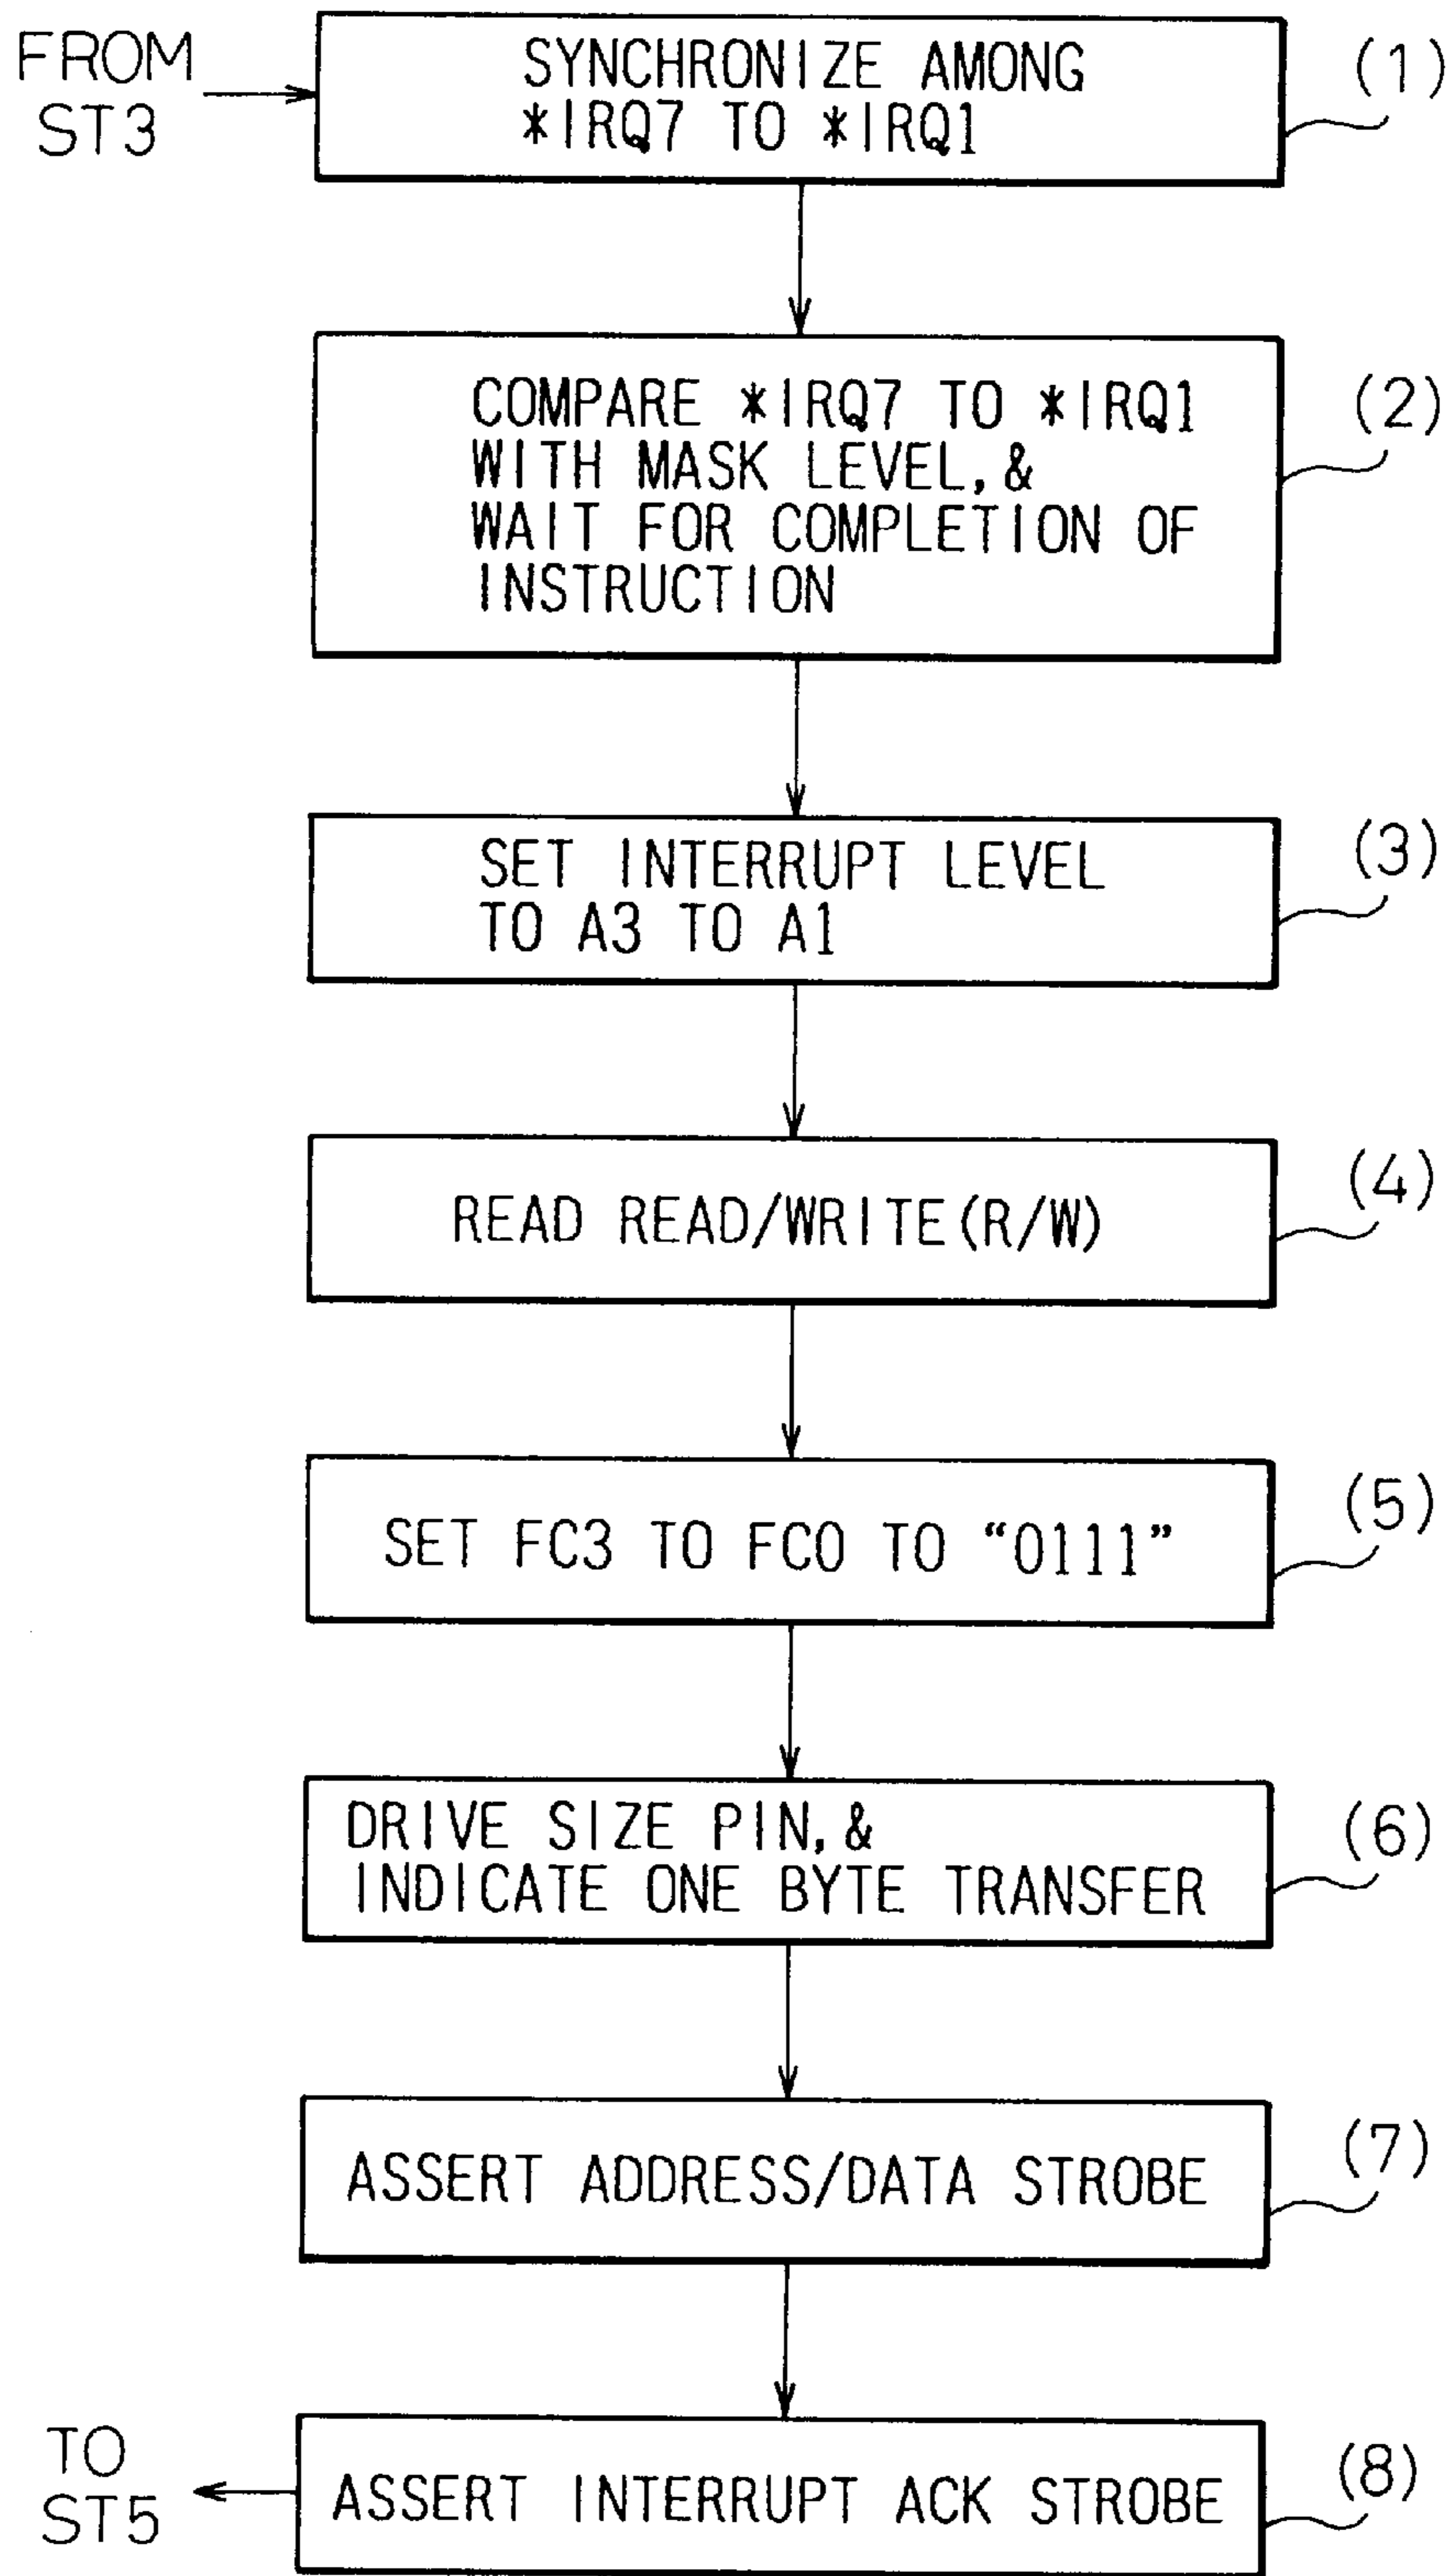 FROM
ST3
SYNCHRONIZE AMONG
*IRQ7 TO *IRQ1
(1)
COMPARE *IRQ7 TO *IRQ1
WITH MASK LEVEL,&
WAIT FOR COMPLETION OF
INSTRUCTION
(2)
SET INTERRUPT LEVEL
TO A3 TO A1
(3)
READ READ/WRITE(R/W)
(4)
SET FC3 TO FC0 TO “0111”
(5)
DRIVE SIZE PIN,&
INDICATE ONE BYTE TRANSFER
(6)
ASSERT ADDRESS/DATA STROBE
(7)
TO
ST5
ASSERT INTERRUPT ACK STROBE
(8)